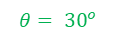 θ = 30°